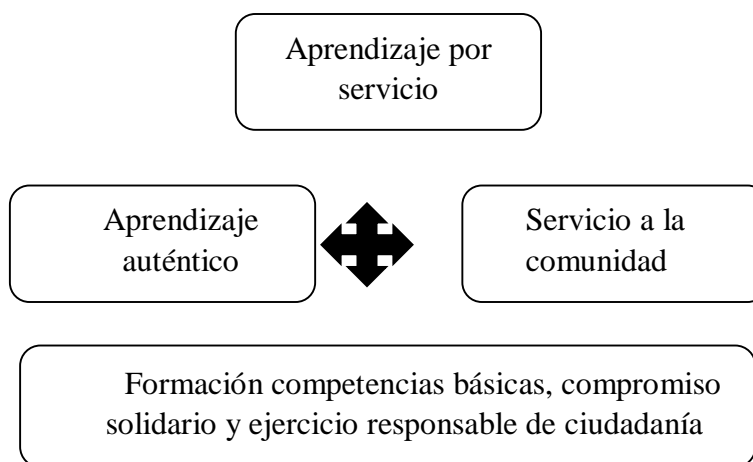 Aprendizaje por
servicio
Aprendizaje
auténtico
Servicio a la
comunidad
Formación competencias básicas, compromiso
solidario y ejercicio responsable de ciudadanía